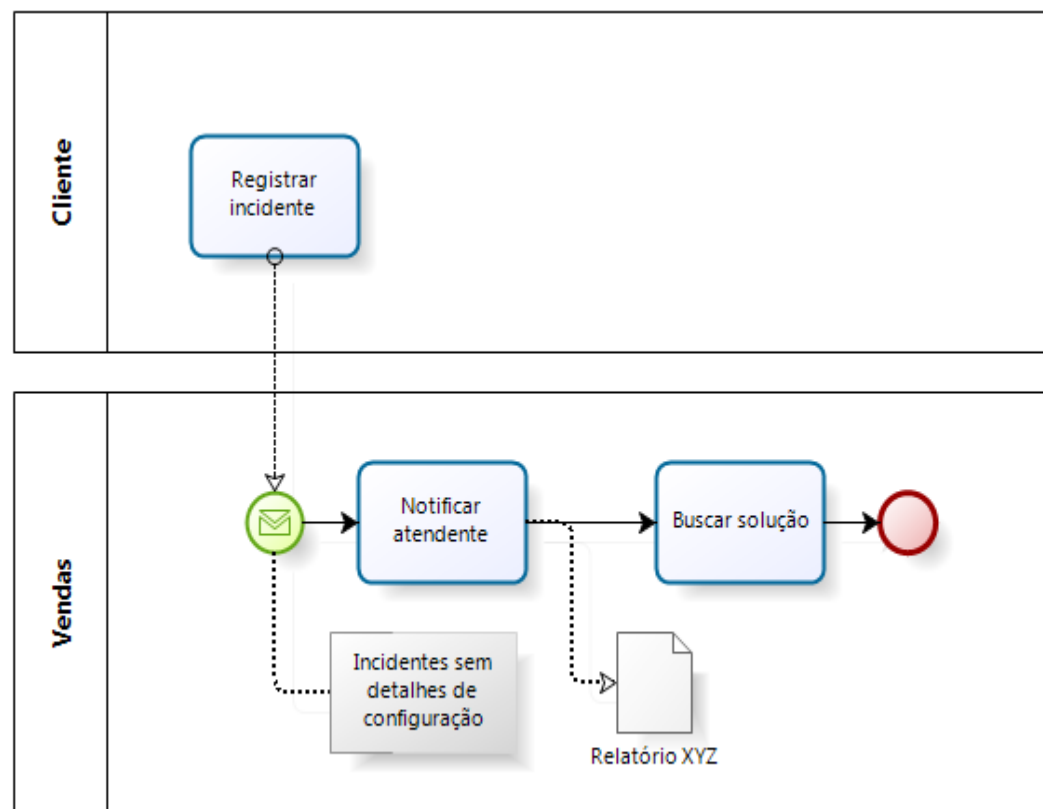 Cliente
Registrar
incidente
Vendas
Notificar
atendente
Buscar solução
Incidentes sem
detalhes de
configuração
Relatório XYZ